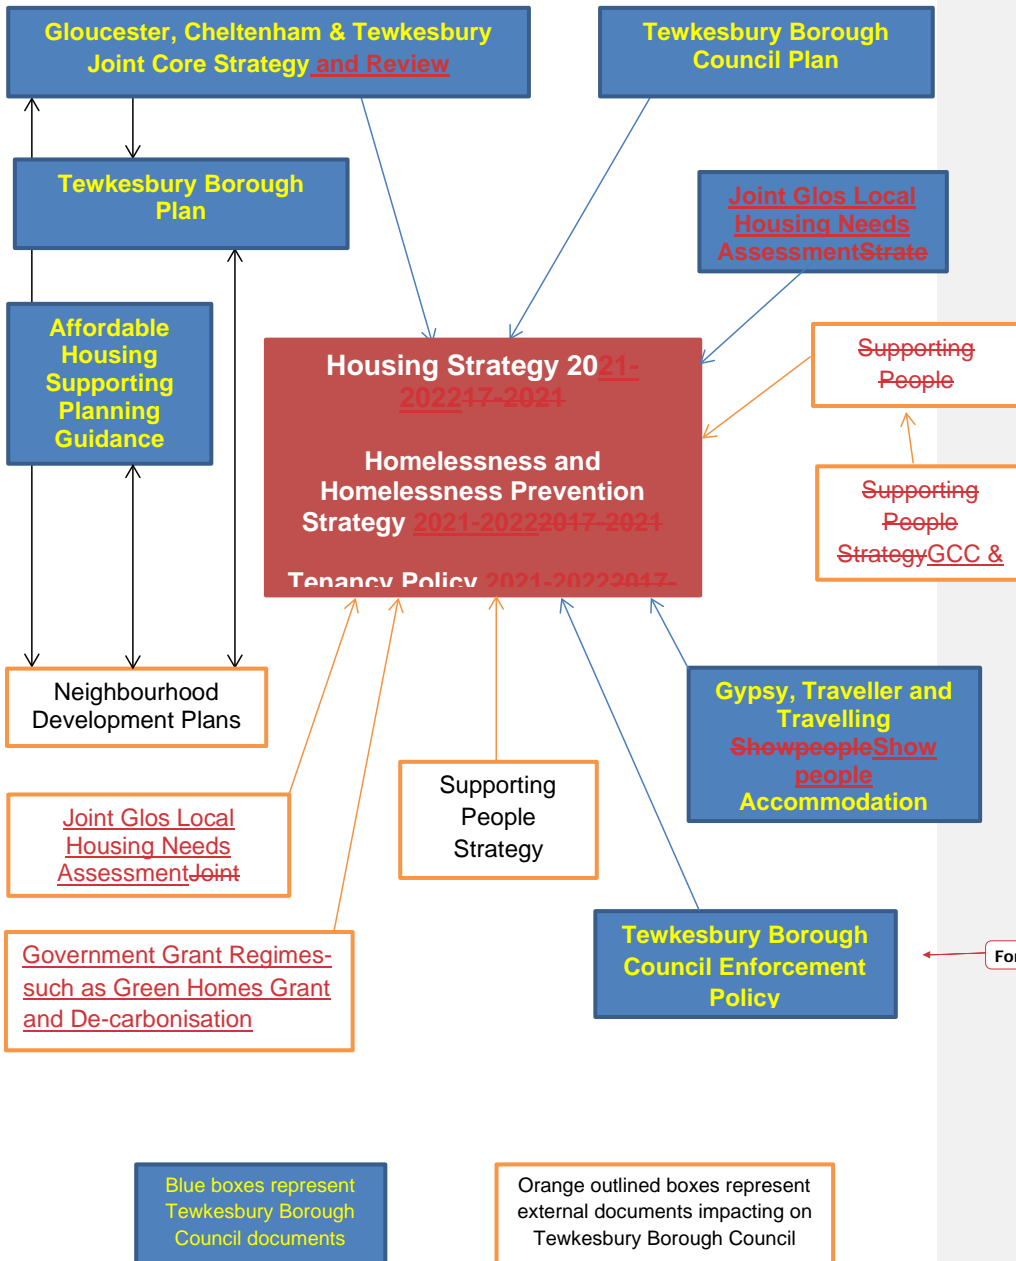 Gloucester, Cheltenham & Tewkesbury
Joint Core Strategy and Review
Tewkesbury Borough
Council Plan
Tewkesbury Borough
Plan
Joint Glos Local
Housing Needs
AssessmentStrate
Affordable
Housing
Supporting
Planning
Guidance
Housing Strategy 2021-
202217-2021
Homelessness and
Homelessness Prevention
Strategy 2021-20222017-2021
Tenancy Policy 2021-20222017-
Supporting
People
Supporting
People
StrategyGCC &
Neighbourhood
Development Plans
Gypsy, Traveller and
Travelling
ShowpeopleShow
people
Accommodation
Joint Glos Local
Housing Needs
AssessmentJoint
Supporting
People
Strategy
Government Grant Regimes-
such as Green Homes Grant
and De-carbonisation
Tewkesbury Borough
Council Enforcement
Policy
For
Blue boxes represent
Tewkesbury Borough
Council documents
Orange outlined boxes represent
external documents impacting on
Tewkesbury Borough Council